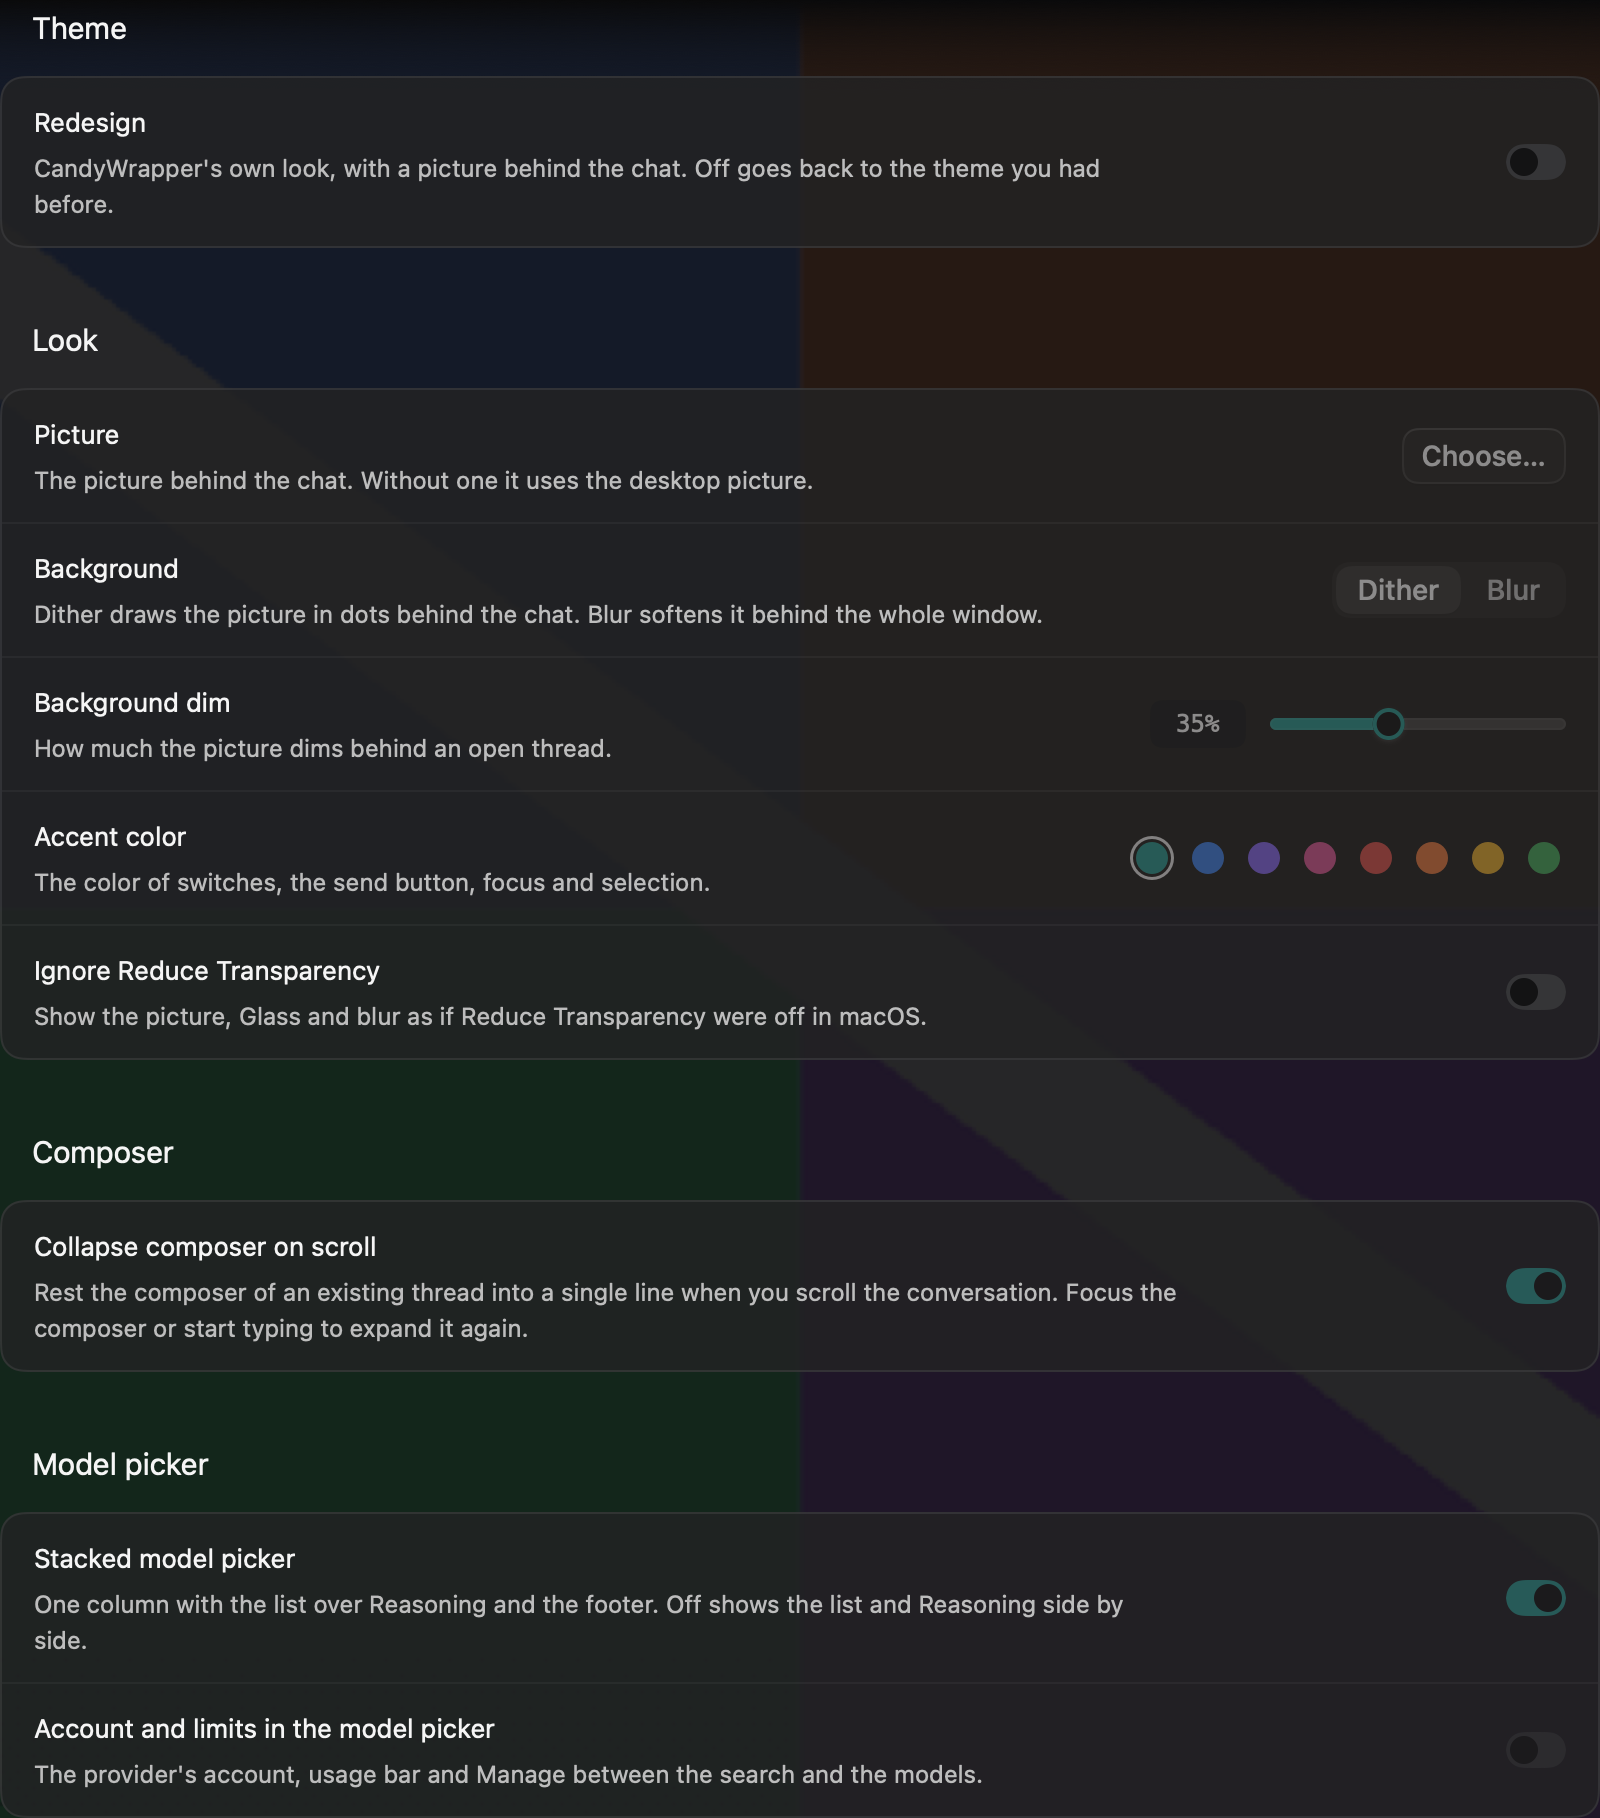 Theme
Redesign
CandyWrapper's own look, with a picture behind the chat. Off goes back to the theme you had
before.
Look
Picture
The picture behind the chat. Without one it uses the desktop picture.
Choose...
Background
Dither draws the picture in dots behind the chat. Blur softens it behind the whole window.
Dither
Blur
Background dim
How much the picture dims behind an open thread.
35%
Accent color
The color of switches, the send button, focus and selection.
Ignore Reduce Transparency
Show the picture, Glass and blur as if Reduce Transparency were off in macOS.
Composer
Collapse composer on scroll
Rest the composer of an existing thread into a single line when you scroll the conversation. Focus the
composer or start typing to expand it again.
Model picker
Stacked model picker
One column with the list over Reasoning and the footer. Off shows the list and Reasoning side by
side.
Account and limits in the model picker
The provider's account, usage bar and Manage between the search and the models.